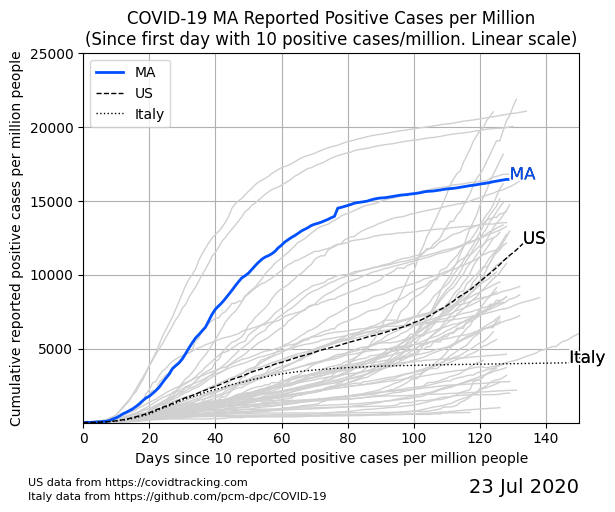 COVID-19 MA Reported Positive Cases per Million
(Since first day with 10 positive cases/million. Linear scale)
Cumulative reported positive cases per million people
25000
20000
15000
10000
5000
MA
US
Italy
MA
US
Italy
0
20
40
60
80
100
120
140
Days since 10 reported positive cases per million people
US data from https://covidtracking.com
Italy data from https://github.com/pcm-dpc/COVID-19
23 Jul 2020